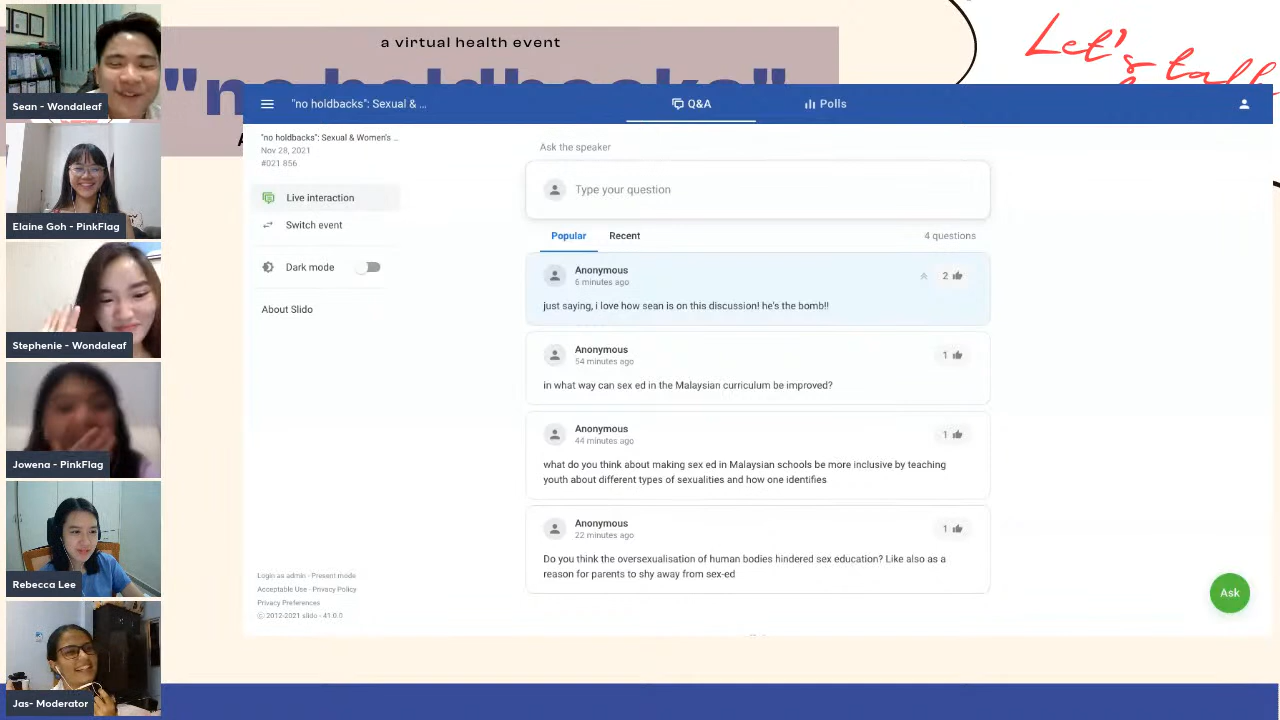 a virtual health event
"no holdbacks"
Let's talk
Sean - Wondaleaf
Elaine Goh - PinkFlag
Stephenie - Wondaleaf
Jowena - PinkFlag
Rebecca Lee
Jas- Moderator
"no holdbacks": Sexual & ...
Q&A
Polls
"no holdbacks": Sexual & Women's ...
Nov 28, 2021
#021 856
Live interaction
Switch event
Dark mode
About Slido
Login as admin - Present mode
Acceptable Use - Privacy Policy
Privacy Preferences
© 2012-2021 slido - 41.0.0
Ask the speaker
Type your question
Popular
Recent
4 questions
Anonymous
2
6 minutes ago
just saying, i love how sean is on this discussion! he's the bomb!!
Anonymous
1
54 minutes ago
in what way can sex ed in the Malaysian curriculum be improved?
Anonymous
1
44 minutes ago
what do you think about making sex ed in Malaysian schools be more inclusive by teaching
youth about different types of sexualities and how one identifies
Anonymous
1
22 minutes ago
Do you think the oversexualisation of human bodies hindered sex education? Like also as a
reason for parents to shy away from sex-ed
Ask